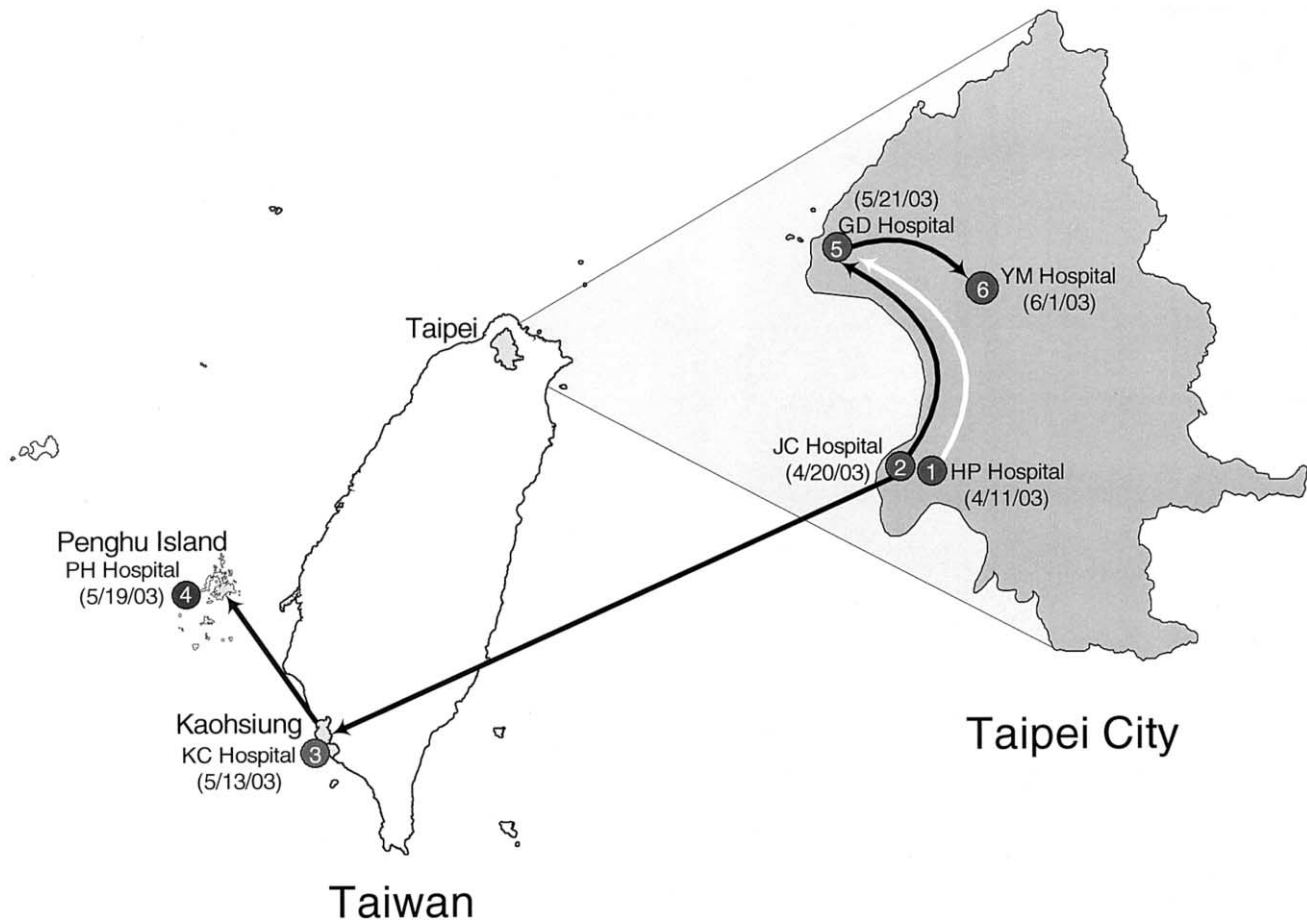 (5/21/03)
GD Hospital
5
6
YM Hospital
(6/1/03)
Taipei
JC Hospital
(4/20/03)
2
1
HP Hospital
(4/11/03)
Penghu Island
PH Hospital
(5/19/03)
4
Kaohsiung
KC Hospital
(5/13/03)
3
Taipei City
Taiwan